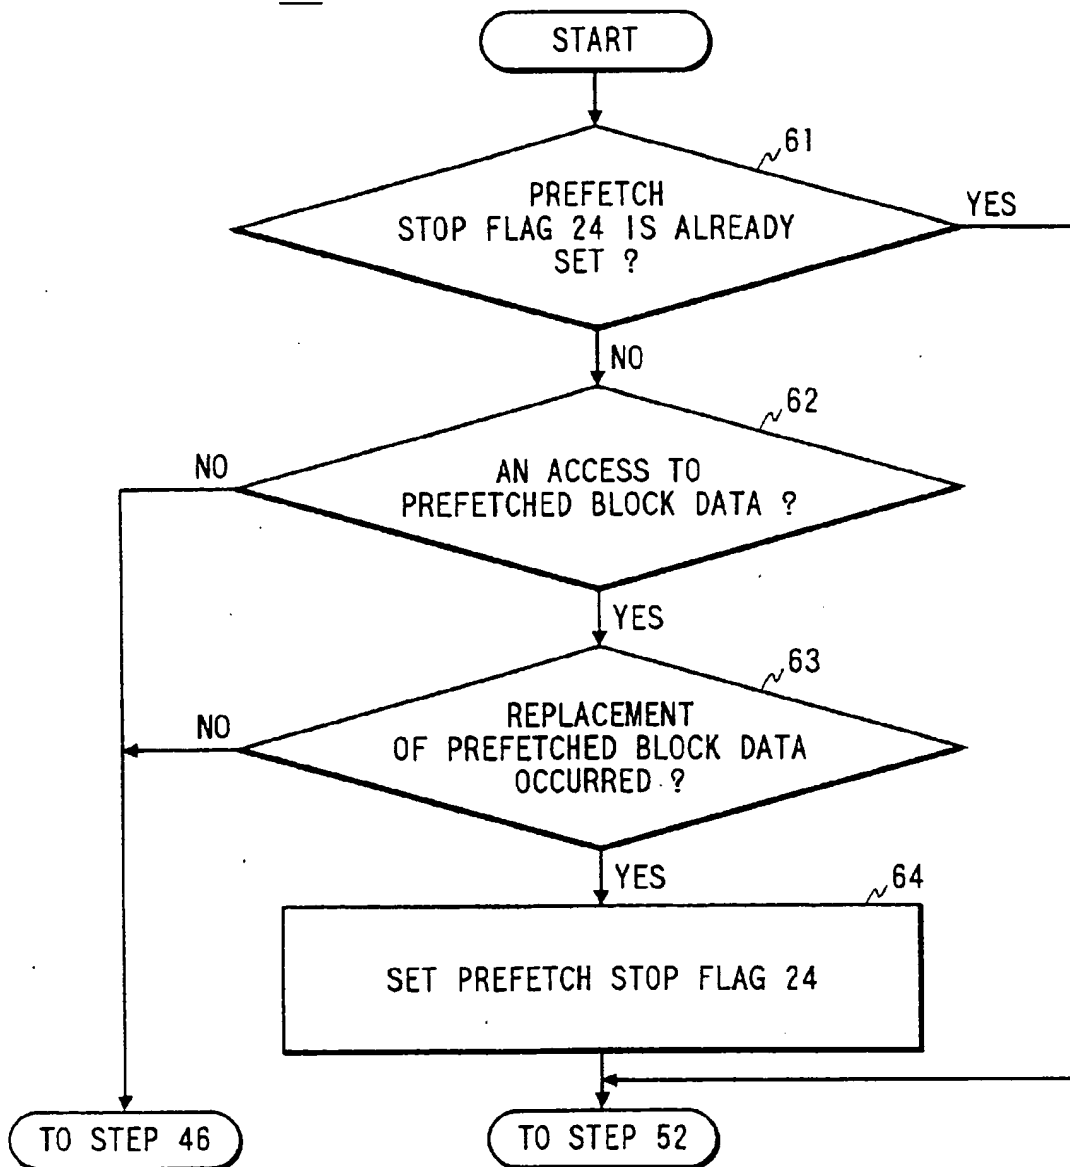 START
61
PREFETCH
STOP FLAG 24 IS ALREADY
SET ?
YES
NO
62
AN ACCESS TO
PREFETCHED BLOCK DATA ?
NO
YES
63
REPLACEMENT
OF PREFETCHED BLOCK DATA
OCCURRED ?
NO
YES
64
SET PREFETCH STOP FLAG 24
TO STEP 46
TO STEP 52